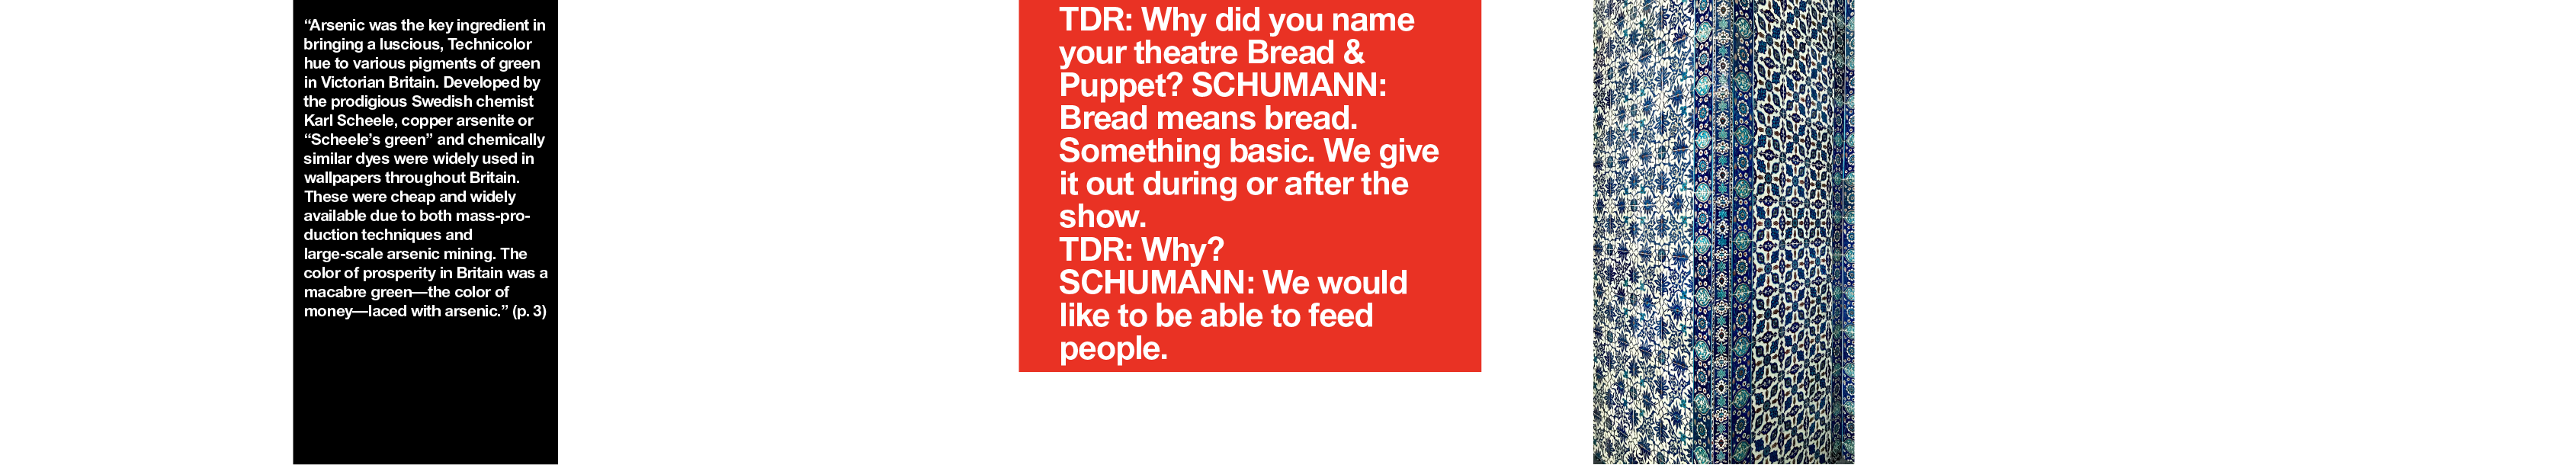 “Arsenic was the key ingredient in
bringing a luscious, Technicolor
hue to various pigments of green
in Victorian Britain. Developed by
the prodigious Swedish chemist
Karl Scheele, copper arsenite or
“Scheele’s green” and chemically
similar dyes were widely used in
wallpapers throughout Britain.
These were cheap and widely
available due to both mass-pro-
duction techniques and
large-scale arsenic mining. The
color of prosperity in Britain was a
macabre green—the color of
money—laced with arsenic.” (p. 3)
TDR: Why did you name
your theatre Bread &
Puppet? SCHUMANN:
Bread means bread.
Something basic. We give
it out during or after the
show.
TDR: Why?
SCHUMANN: We would
like to be able to feed
people.